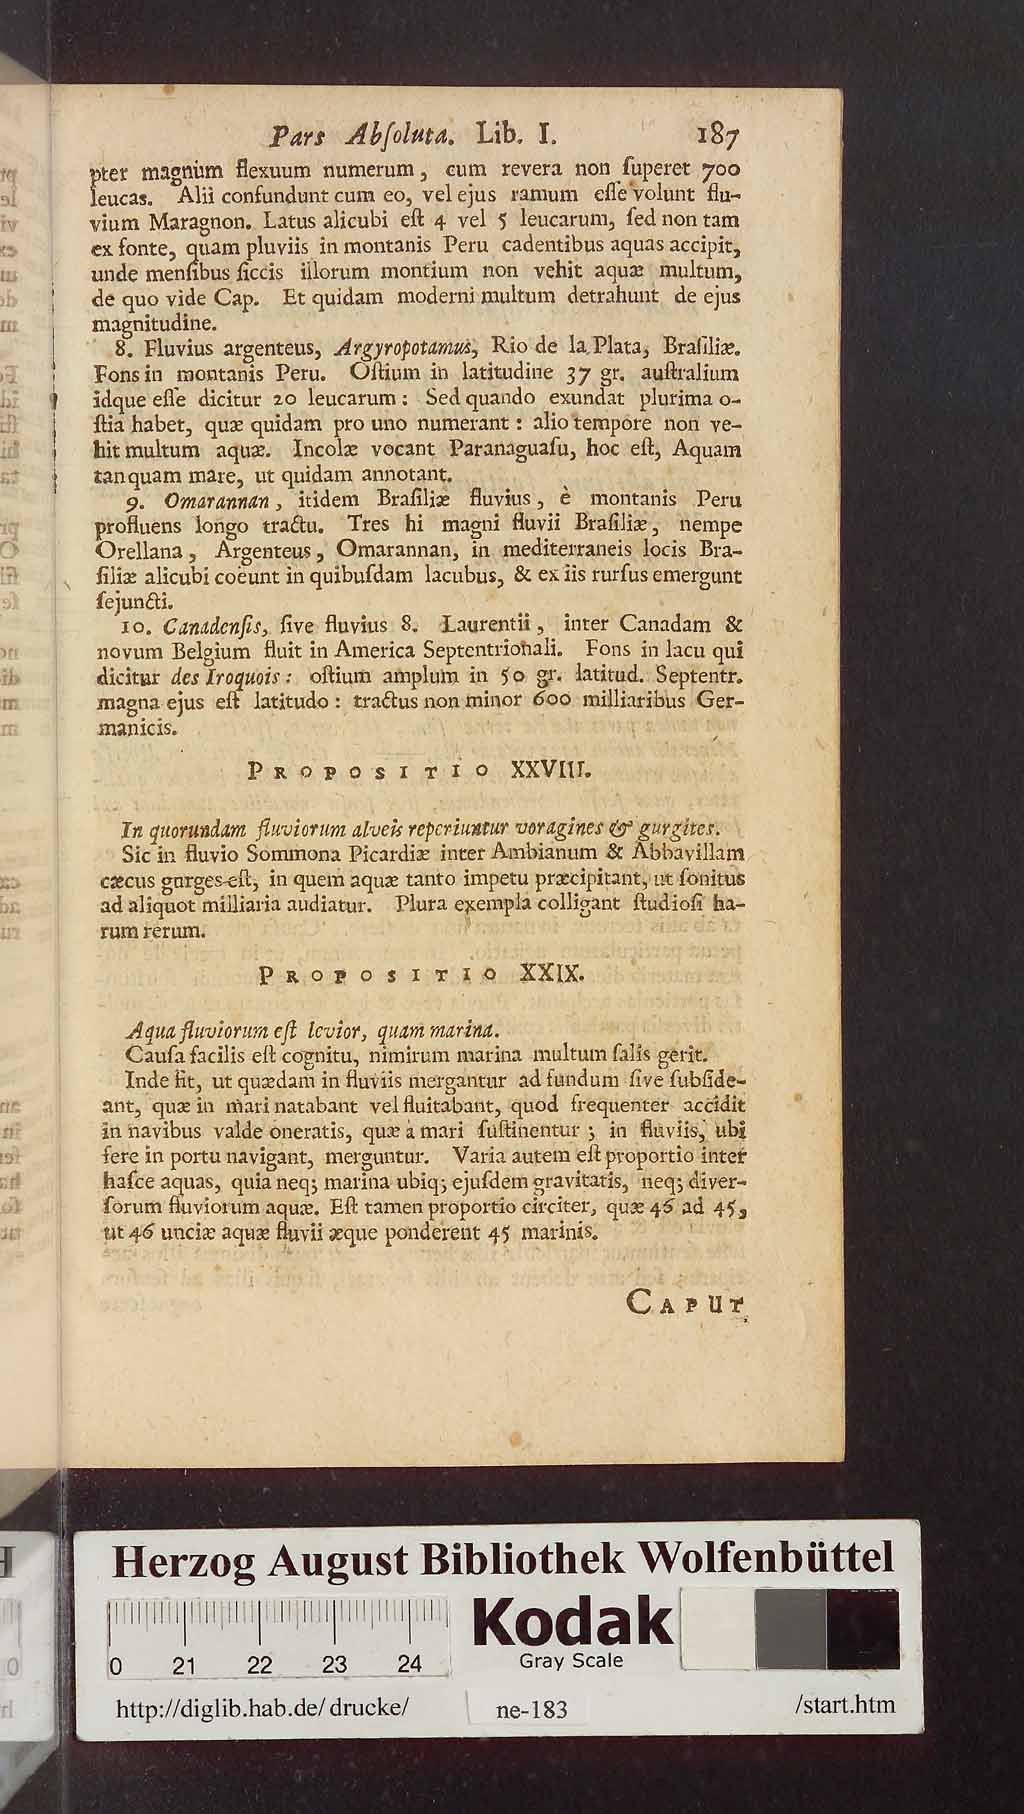 Pars Abſoluta. Lib. I. 187
pter magnum flexuum numerum, cum revera non ſuperet 700
leucas. Alii confundunt cum eo, vel ejus ramum eſſe volunt flu-
vium Maragnon. Latus alicubi eſt 4 vel 5 leucarum, ſed non tam
ex fonte, quam pluviis in montanis Peru cadentibus aquas accipit,
unde menſibus ſiccis illorum montium non vehit aquæ multum,
de quo vide Cap. Et quidam moderni multum detrahunt de ejus
magnitudine.
8. Fluvius argenteus, Argyropotamus, Rio de la Plata, Braſiliæ.
Fons in montanis Peru. Oſtium in latitudine 37 gr. auſtralium
idque eſſe dicitur 20 leucarum: Sed quando exundat plurima o-
ſtia habet, quæ quidam pro uno numerant: alio tempore non ve-
hit multum aquæ. Incolæ vocant Paranaguaſu, hoc eſt, Aquam
tanquam mare, ut quidam annotant.
9. Omarannan, itidem Braſiliæ fluvius, è montanis Peru
profluens longo tractu. Tres hi magni fluvii Braſiliæ, nempe
Orellana, Argenteus, Omarannan, in mediterraneis locis Bra-
ſiliæ alicubi coëunt in quibuſdam lacubus, & ex iis rurſus emergunt
ſejuncti.
10. Canadenſis, ſive fluvius S. Laurentii, inter Canadam &
novum Belgium fluit in America Septentrionali. Fons in lacu qui
dicitur des Iroquois: oſtium amplum in 50 gr. latitud. Septentr.
magna ejus eſt latitudo: tractus non minor 600 milliaribus Ger-
manicis.
PROPOSITIO XXVIII.
In quorundam fluviorum alveis reperiuntur voragines & gurgites.
Sic in fluvio Sommona Picardiæ inter Ambianum & Abbavillam
cæcus gurges eſt, in quem aquæ tanto impetu præcipitant, ut ſonitus
ad aliquot milliaria audiatur. Plura exempla colligant ſtudioſi ha-
rum rerum.
PROPOSITIO XXIX.
Aqua fluviorum eſt levior, quam marina.
Cauſa facilis eſt cognitu, nimirum marina multum ſalis gerit.
Inde fit, ut quædam in fluviis mergantur ad fundum ſive ſubſide-
ant, quæ in mari natabant vel fluitabant, quod frequenter accidit
in navibus valde oneratis, quæ à mari ſuſtinentur; in fluviis, ubi
fere in portu navigant, merguntur. Varia autem eſt proportio inter
haſce aquas, quia neq; marina ubiq; ejuſdem gravitatis, neq; diver-
ſorum fluviorum aquæ. Eſt tamen proportio circiter, quæ 46 ad 45,
ut 46 unciæ aquæ fluvii æque ponderent 45 marinis.
CAPUT
Herzog August Bibliothek Wolfenbüttel
Kodak
Gray Scale
0 21 22 23 24
http://diglib.hab.de/drucke/ ne-183 /start.htm